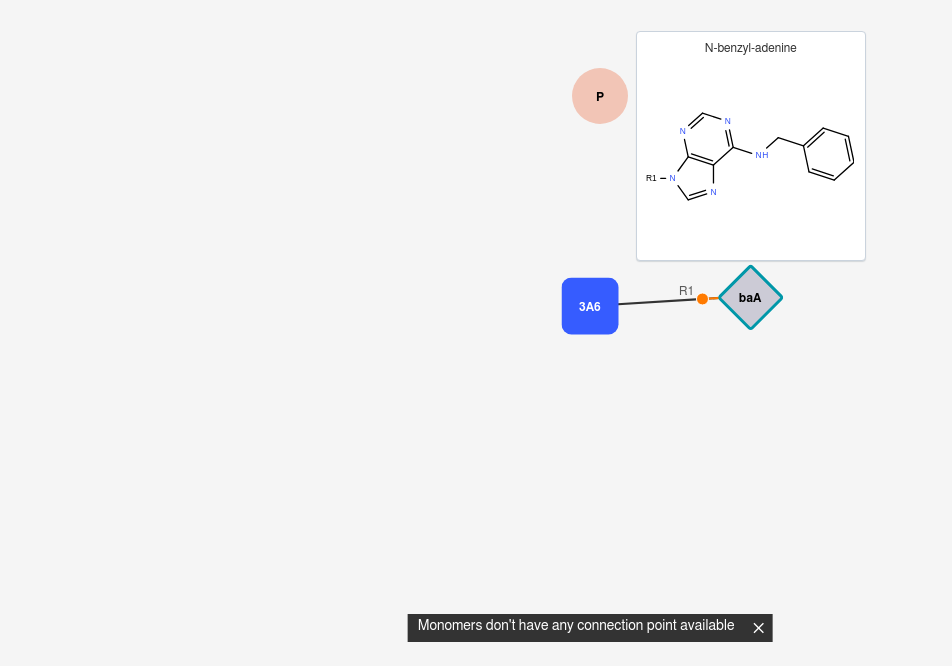 N-benzyl-adenine
P
N
N
NH
R1
N
N
R1
3A6
baA
Monomers don't have any connection point available